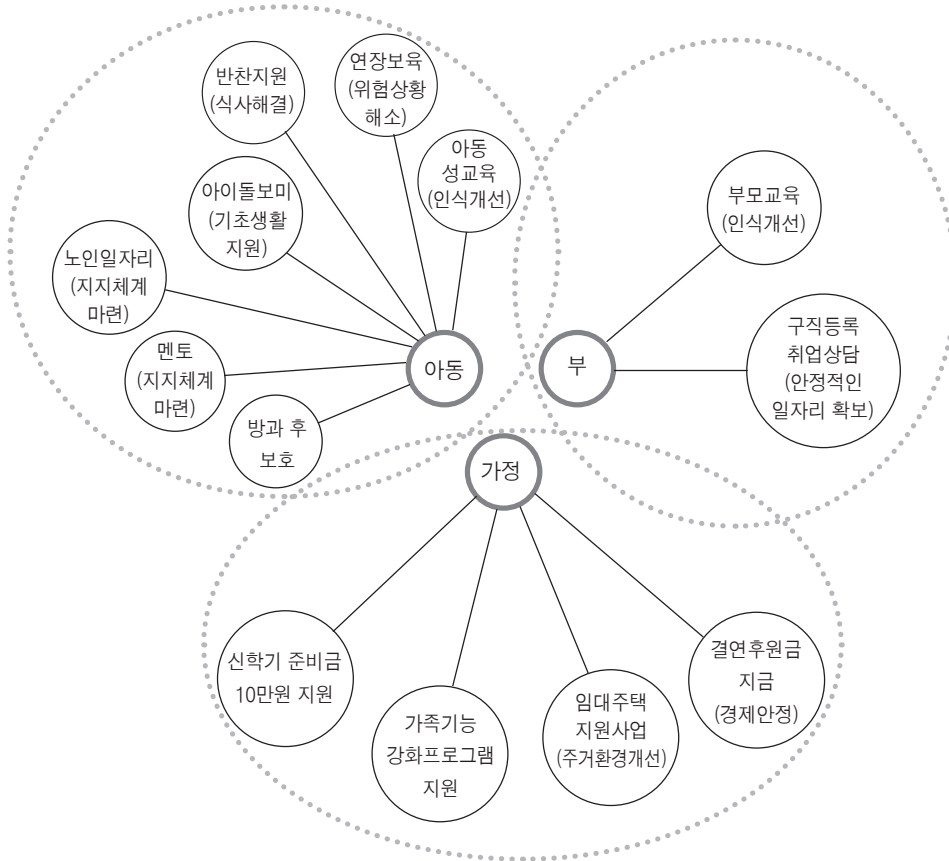 반찬지원
(식사해결)
연장보육
(위험상황
해소)
아동
성교육
(인식개선)
아이돌보미
(기초생활
지원)
노인일자리
(지지체계
마련)
멘토
(지지체계
마련)
방과 후
보호
아동
부
부모교육
(인식개선)
구직등록
취업상담
(안정적인
일자리 확보)
가정
신학기 준비금
10만원 지원
가족기능
강화프로그램
지원
임대주택
지원사업
(주거환경개선)
결연후원금
지금
(경제안정)